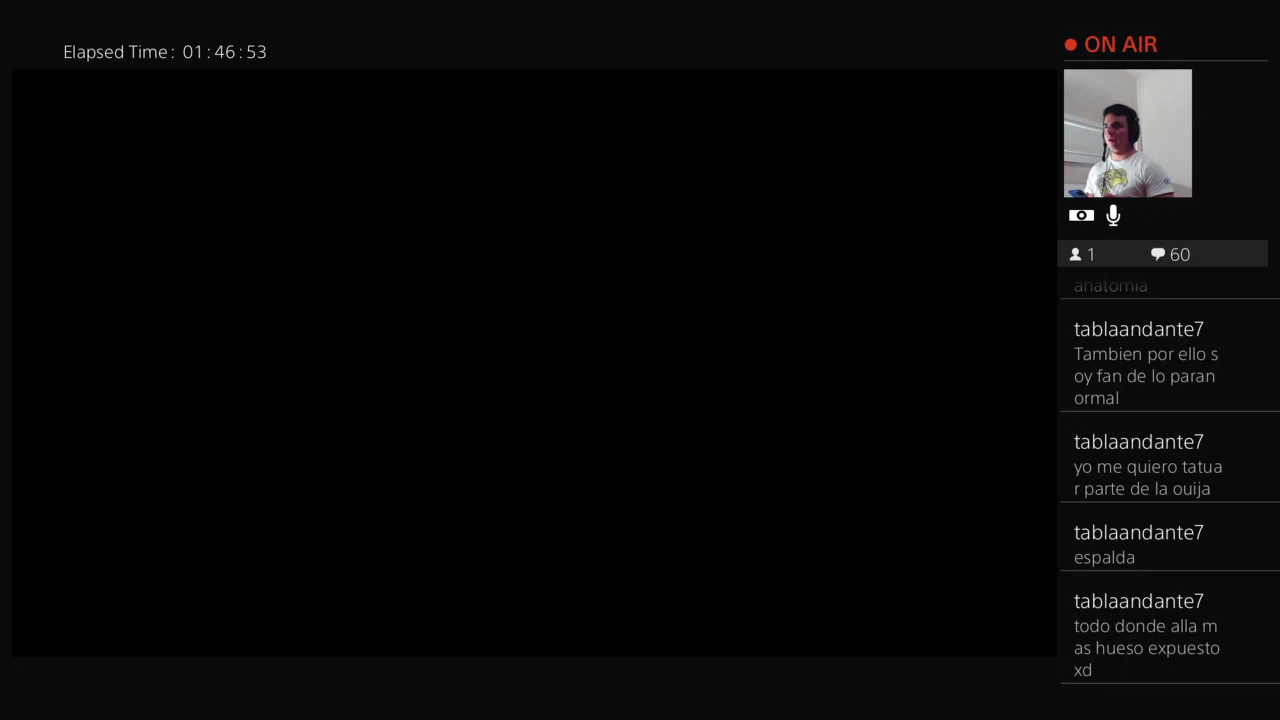 Elapsed Time: 01:46:53
ON AIR
1 60
anatomia
tablaandante7
Tambien por ello s
oy fan de lo paran
ormal
tablaandante7
yo me quiero tatua
r parte de la ouija
tablaandante7
espalda
tablaandante7
todo donde alla m
as hueso expuesto
xd